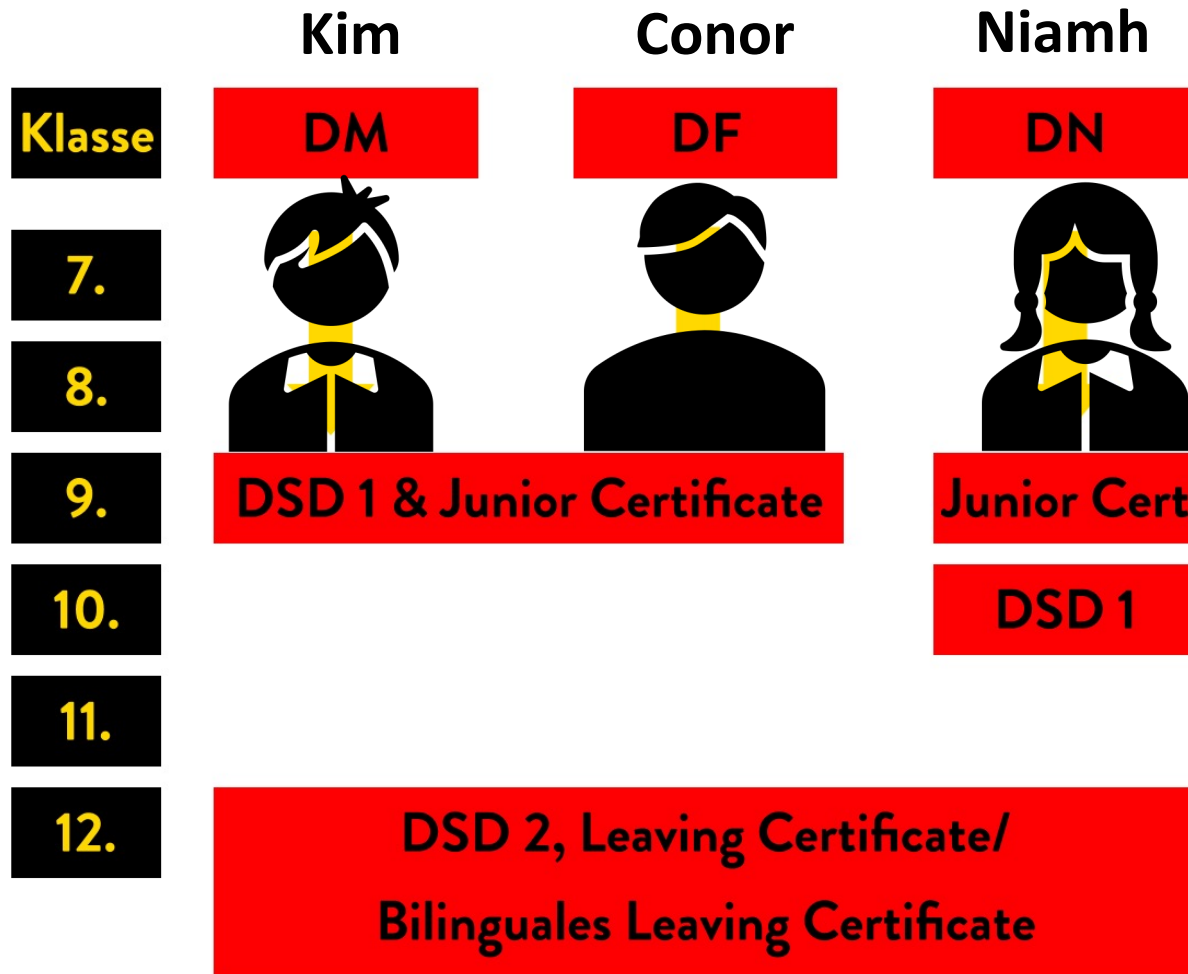 Kim Conor Niamh
Klasse DM DF DN
7.
8.
9. DSD 1 & Junior Certificate Junior Cert
10. DSD 1
11.
12. DSD 2, Leaving Certificate/
Bilinguales Leaving Certificate